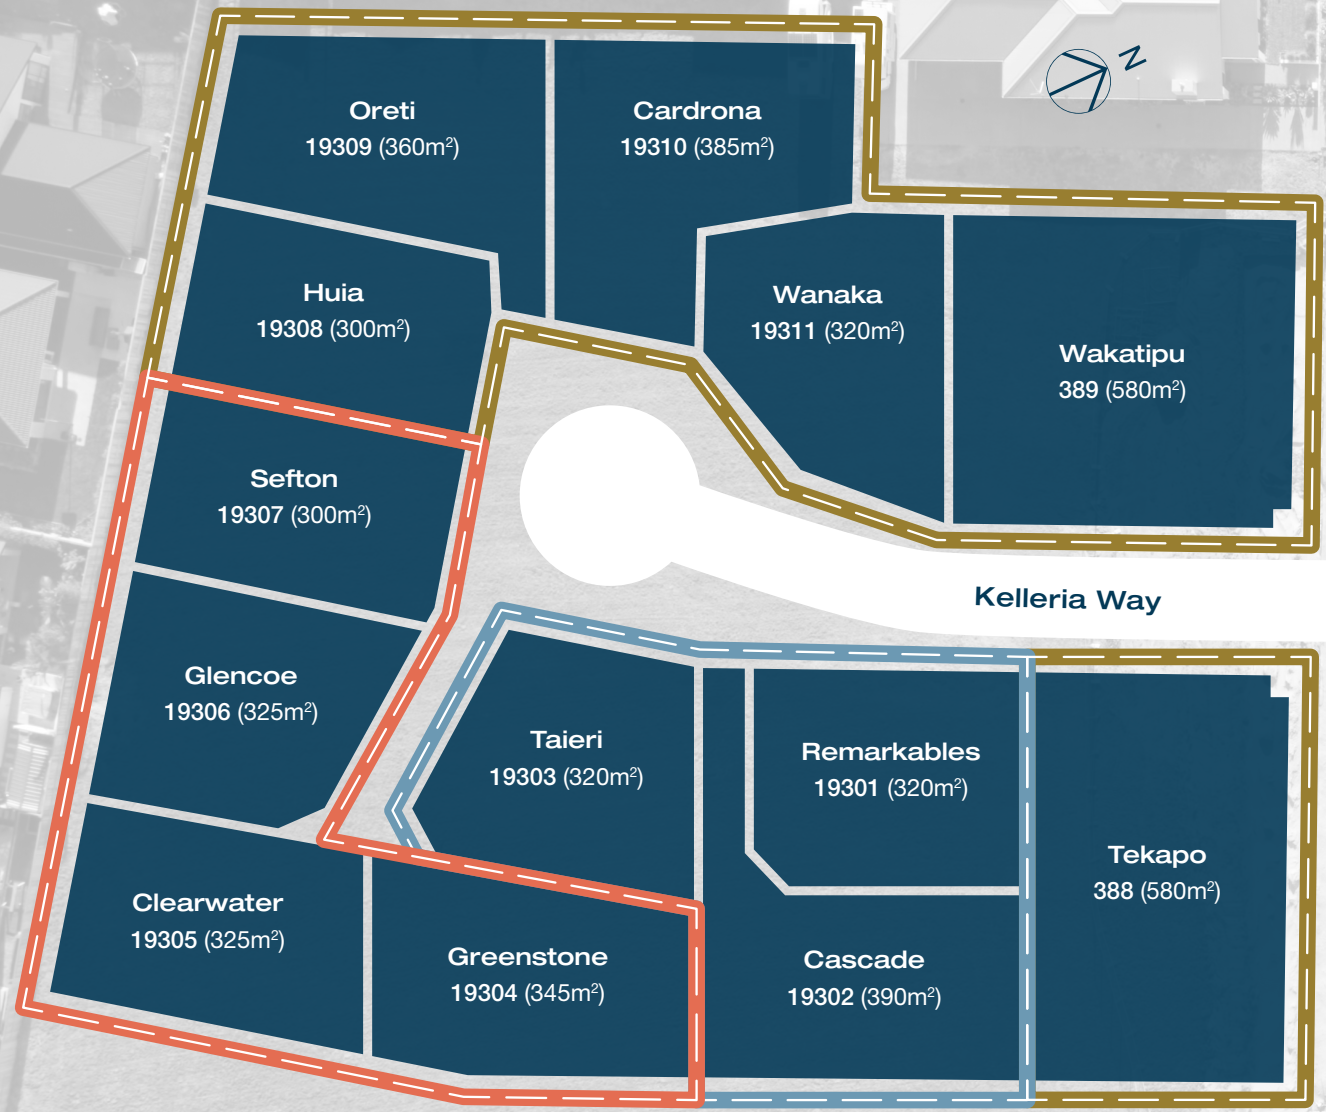 N
Oreti
19309 (360m²)
Cardrona
19310 (385m²)
Huia
19308 (300m²)
Wanaka
19311 (320m²)
Wakatipu
389 (580m²)
Sefton
19307 (300m²)
Kelleria Way
Glencoe
19306 (325m²)
Taieri
19303 (320m²)
Remarkables
19301 (320m²)
Tekapo
388 (580m²)
Clearwater
19305 (325m²)
Greenstone
19304 (345m²)
Cascade
19302 (390m²)